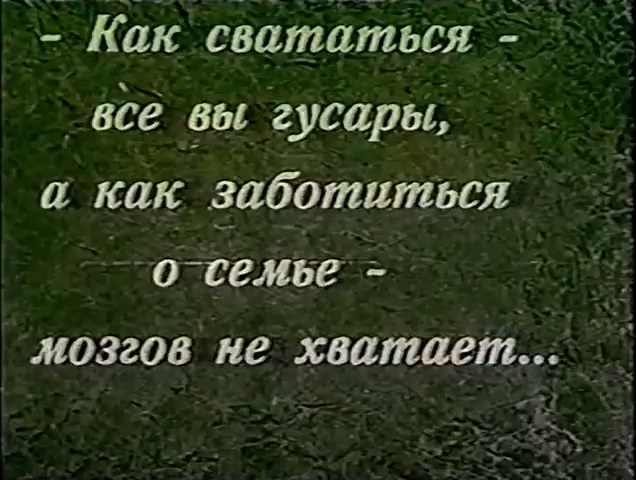 - Как свататься -
все вы гусары,
а как заботиться
о семье -
мозгов не хватает...